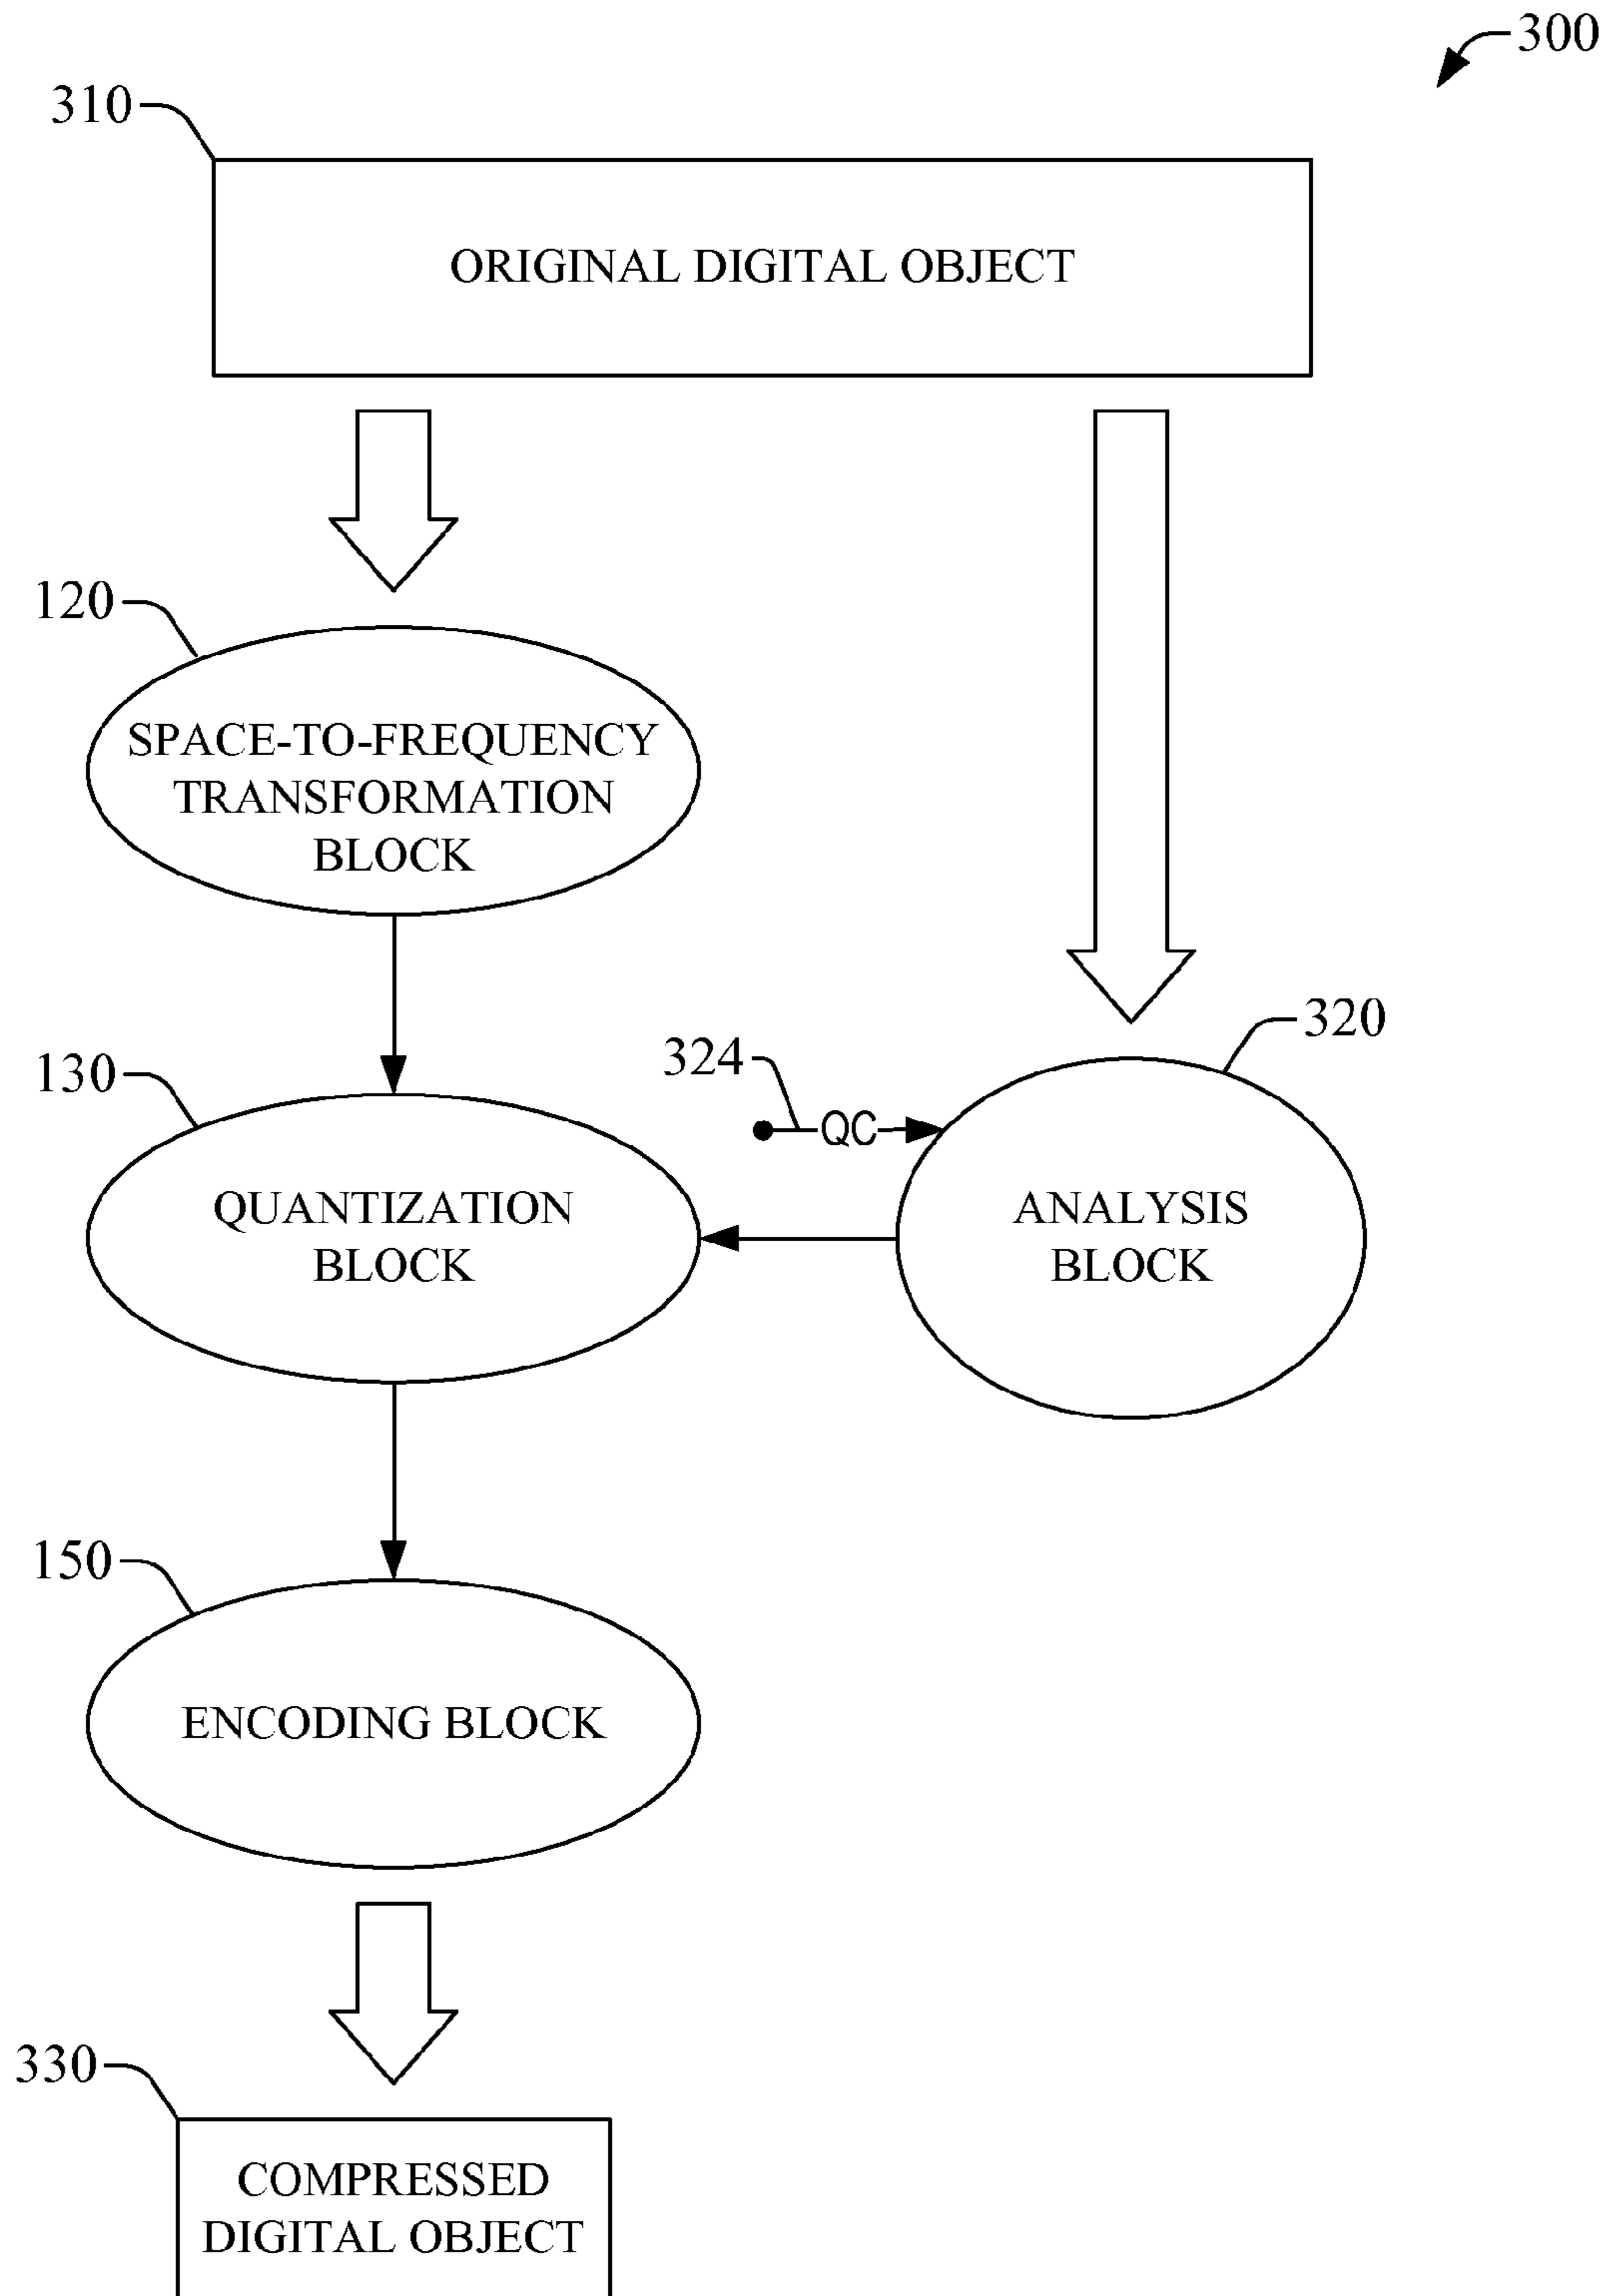 300
310
ORIGINAL DIGITAL OBJECT
120
SPACE-TO-FREQUENCY
TRANSFORMATION
BLOCK
130
324
320
QC
QUANTIZATION
BLOCK
ANALYSIS
BLOCK
150
ENCODING BLOCK
330
COMPRESSED
DIGITAL OBJECT